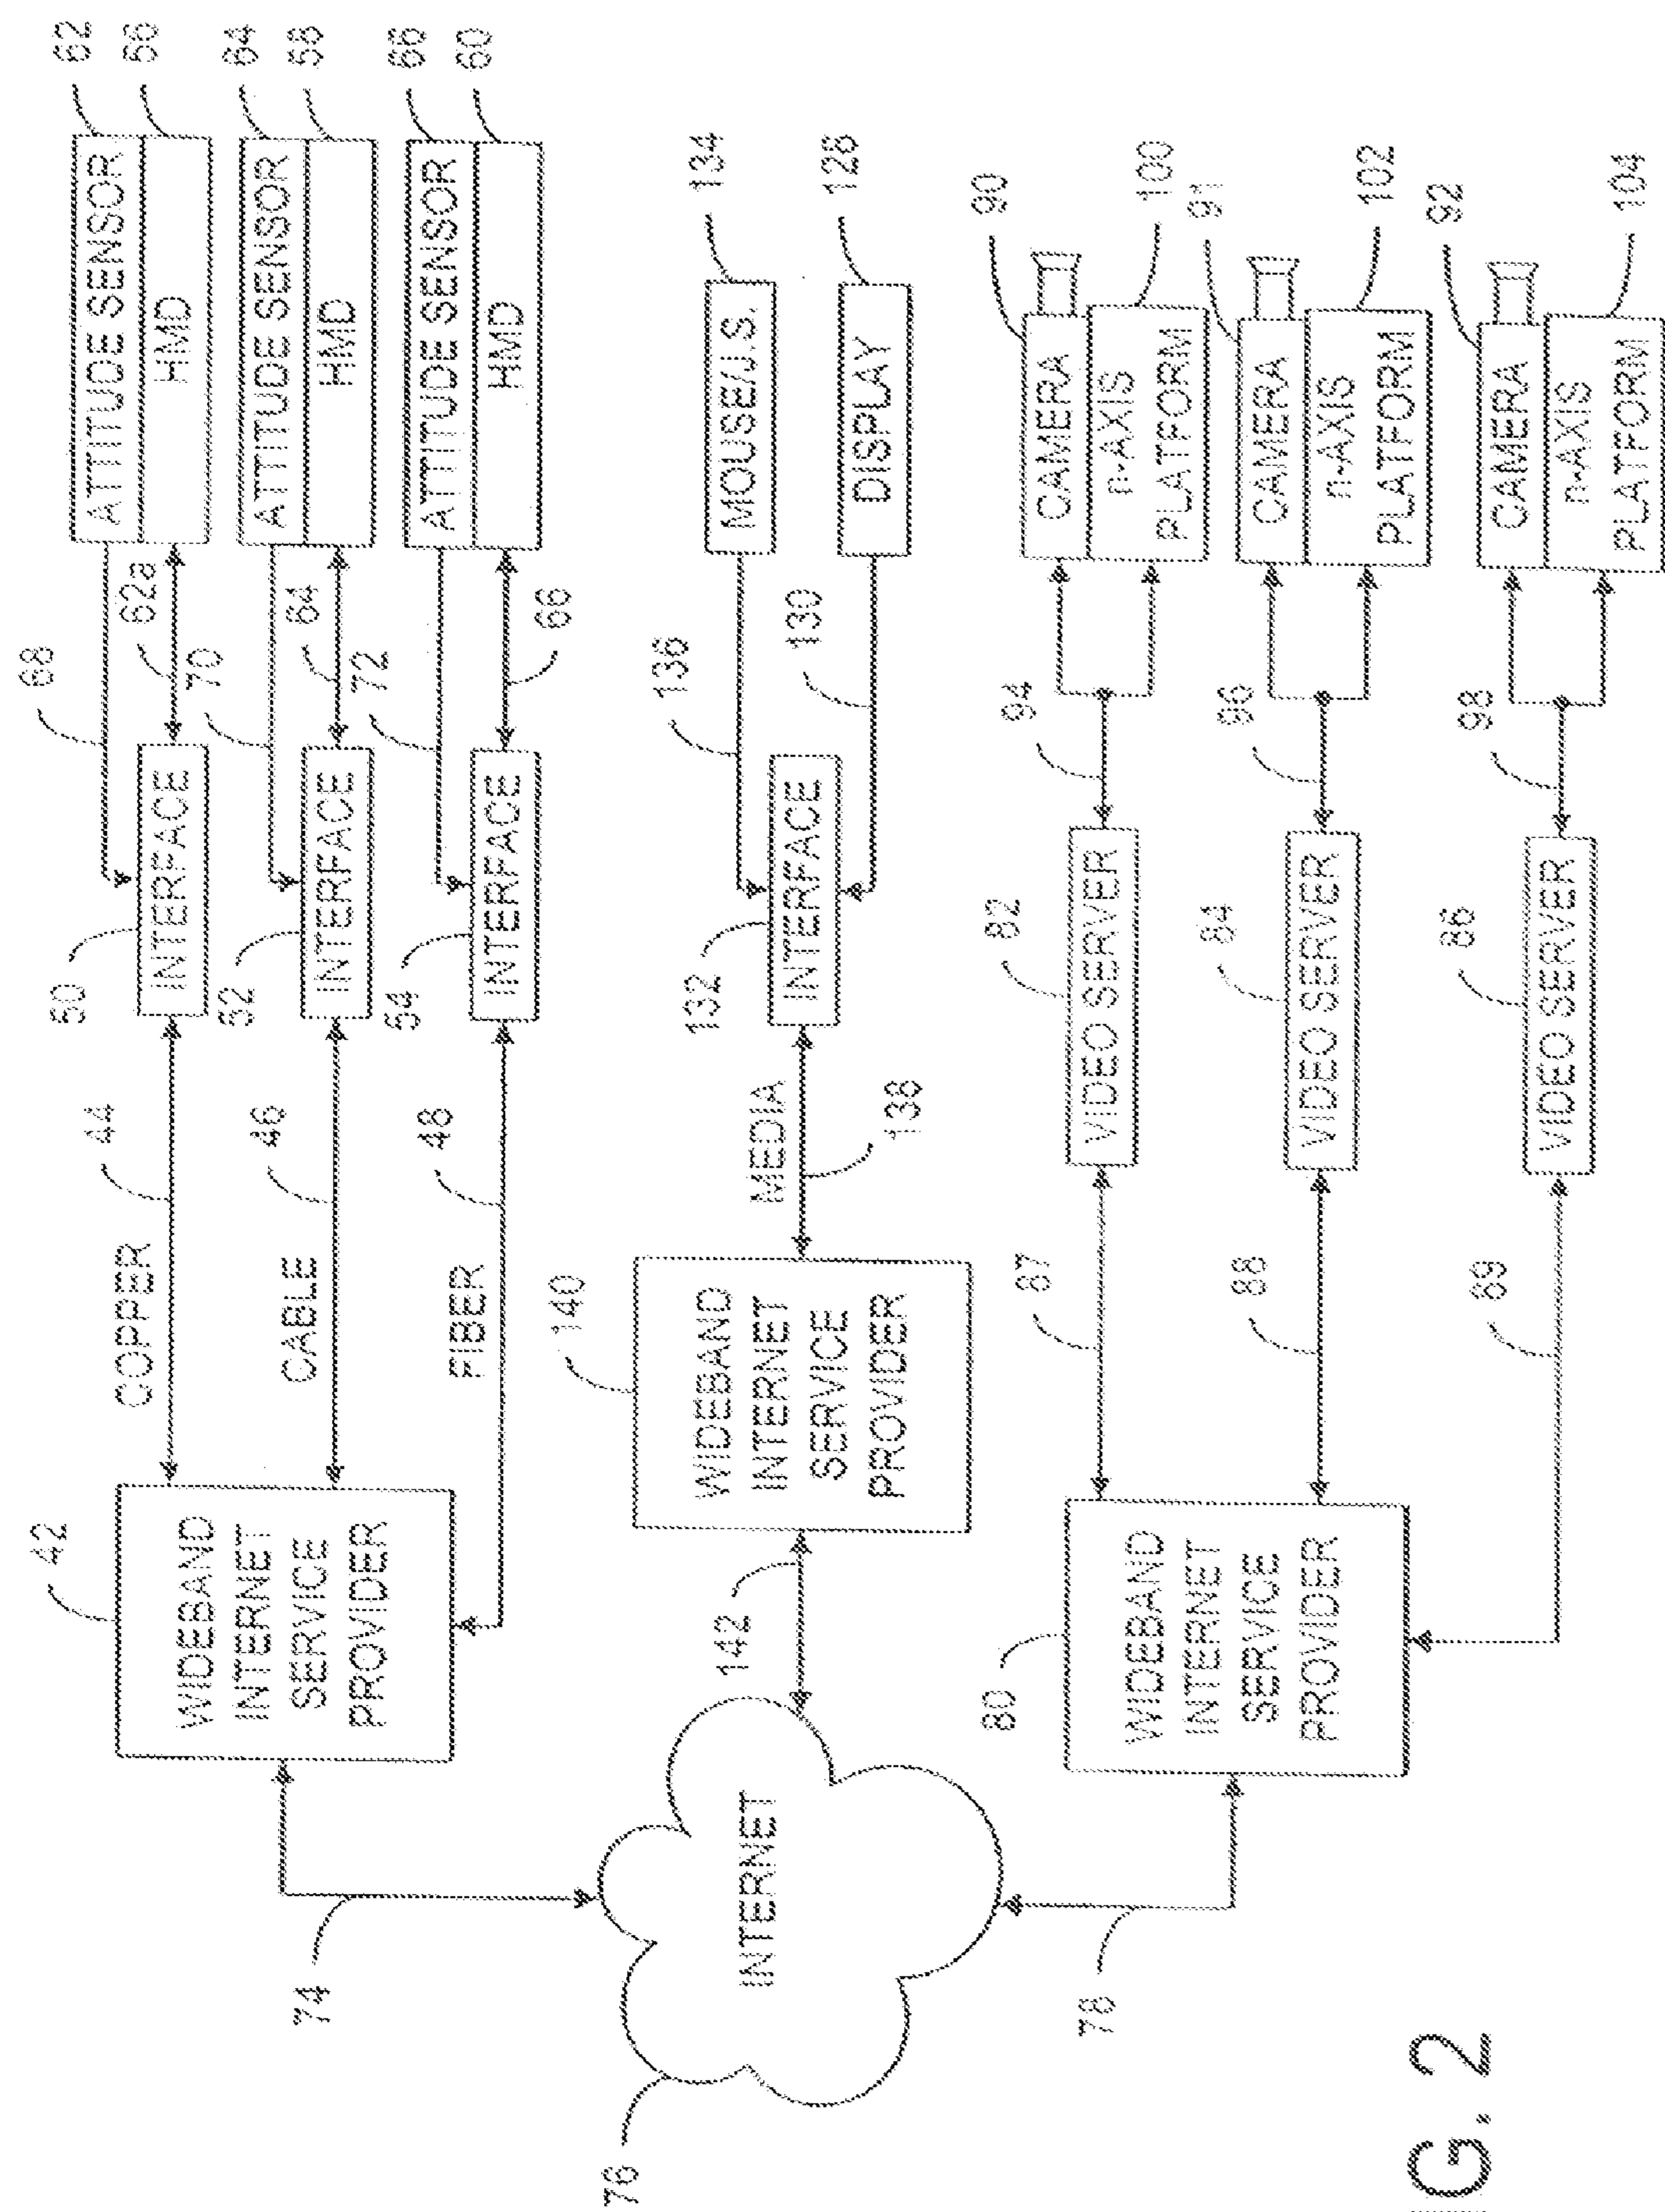 62
ATTITUDE SENSOR
HMD
56
68
62a
50
INTERFACE
44
COPPER
64
ATTITUDE SENSOR
HMD
58
70
64
52
INTERFACE
46
CABLE
66
ATTITUDE SENSOR
HMD
60
72
66
54
INTERFACE
48
FIBER
42
WIDEBAND
INTERNET
SERVICE
PROVIDER
74
76
INTERNET
134
MOUSE/J.S.
136
128
DISPLAY
130
132
INTERFACE
MEDIA
138
140
WIDEBAND
INTERNET
SERVICE
PROVIDER
142
78
80
WIDEBAND
INTERNET
SERVICE
PROVIDER
87
82
VIDEO SERVER
94
90
CAMERA
n-AXIS
PLATFORM
100
88
84
VIDEO SERVER
96
91
CAMERA
n-AXIS
PLATFORM
102
89
86
VIDEO SERVER
98
92
CAMERA
n-AXIS
PLATFORM
104
G. 2